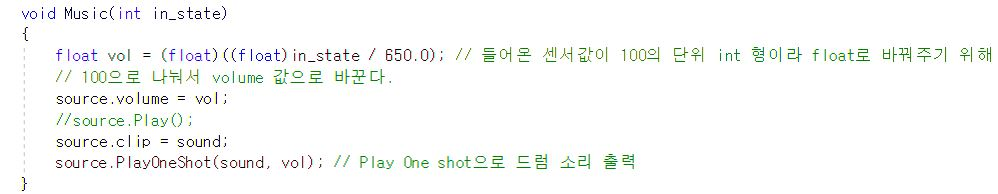 void Music(int in_state)
{
float vol = (float)((float)in_state / 650.0); // 들어온 센서값이 100의 단위 int 형이라 float로 바꿔주기 위해
// 100으로 나눠서 volume 값으로 바꾼다.
source.volume = vol;
//source.Play();
source.clip = sound;
source.PlayOneShot(sound, vol); // Play One shot으로 드럼 소리 출력
}